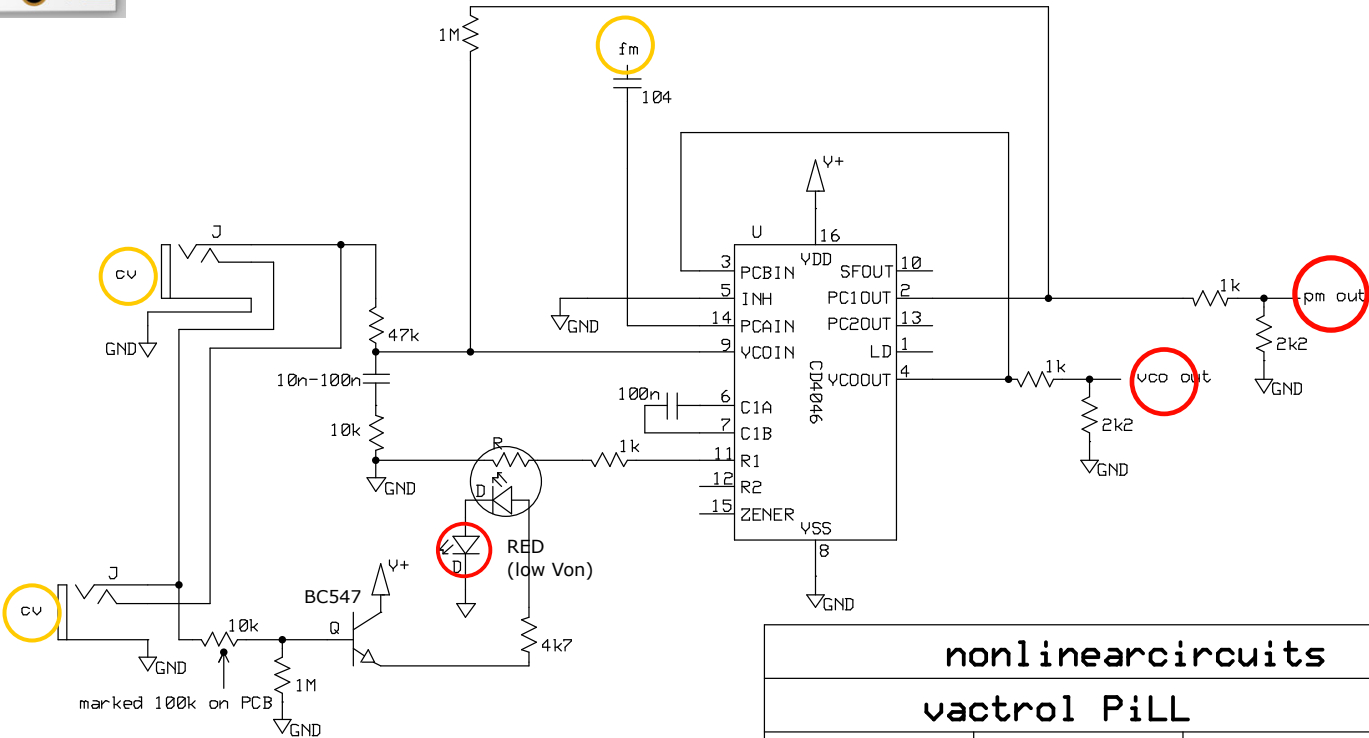 1M
fm
104
V+
J
U
16
cv
3
PCBIN
VDD
SFOUT
10
5
INH
PC1OUT
2
1k
pm out
GND
14
PCAIN
PC2OUT
13
GND
47k
9
VCOIN
LD
1
2k2
10n-100n
CD4046
VCOOUT
4
1k
vco out
GND
100n
6
C1A
7
C1B
2k2
10k
R
1k
11
R1
GND
GND
D
12
R2
15
ZENER
VSS
8
RED
(low Von)
D
J
V+
BC547
cv
GND
10k
Q
4k7
GND
1M
marked 100k on PCB
GND
nonlinearcircuits
vactrol PiLL